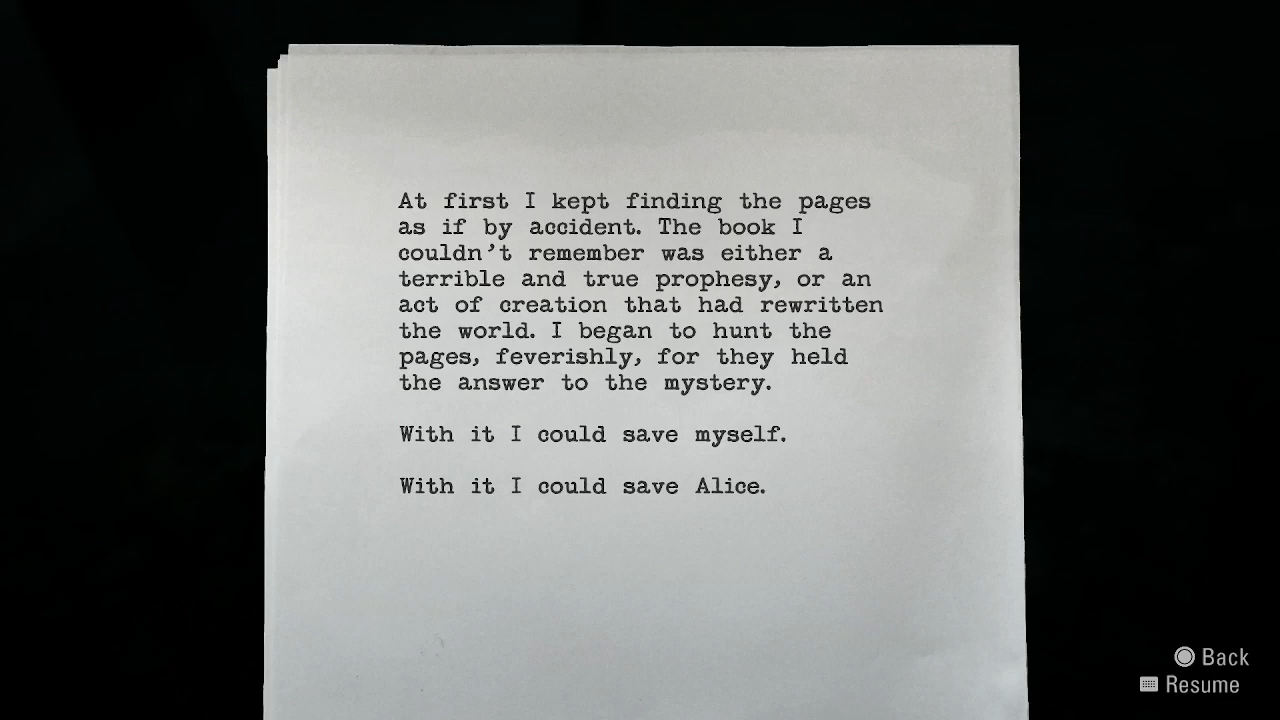 At first I kept finding the pages
as if by accident. The book I
couldn't remember was either a
terrible and true prophesy, or an
act of creation that had rewritten
the world. I began to hunt the
pages, feverishly, for they held
the answer to the mystery.
With it I could save myself.
With it I could save Alice.
Back
Resume